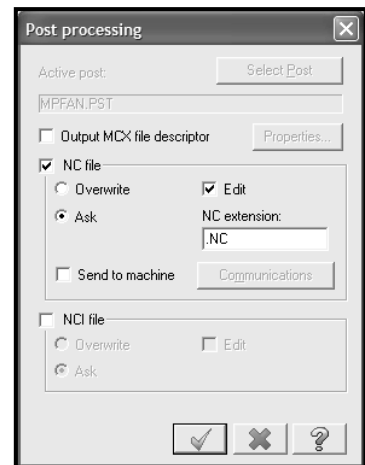 Post processing
Active post: Select Post
MPFAN.PST
Output MCX file descriptor Properties...
NC file
Overwrite Edit
Ask NC extension:
.NC
Send to machine Communications
NCI file
Overwrite Edit
Ask
?